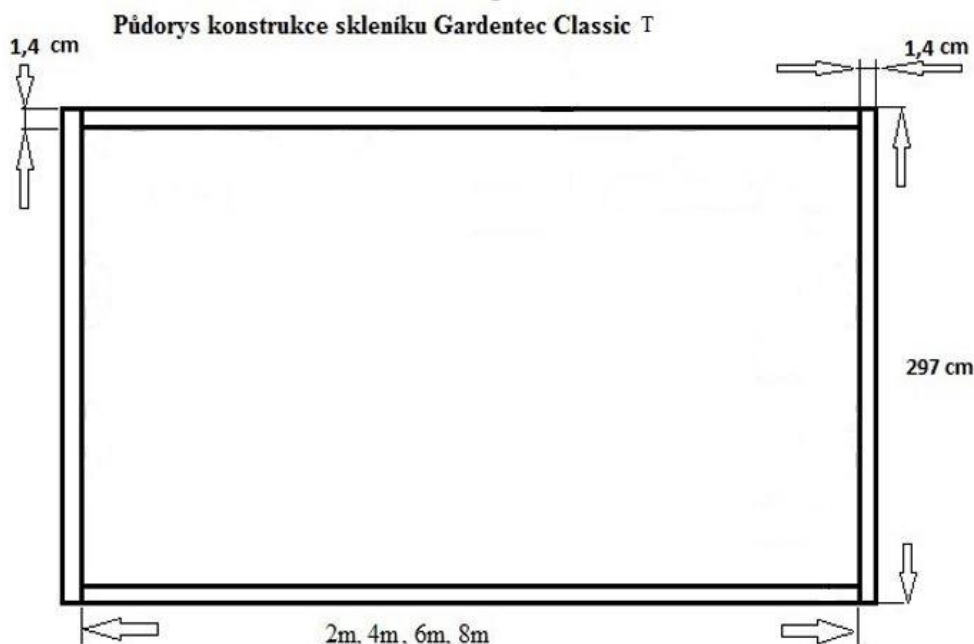 Půdorys konstrukce skleníku Gardentec Classic T
1,4 cm
1,4 cm
297 cm
2m, 4m, 6m, 8m